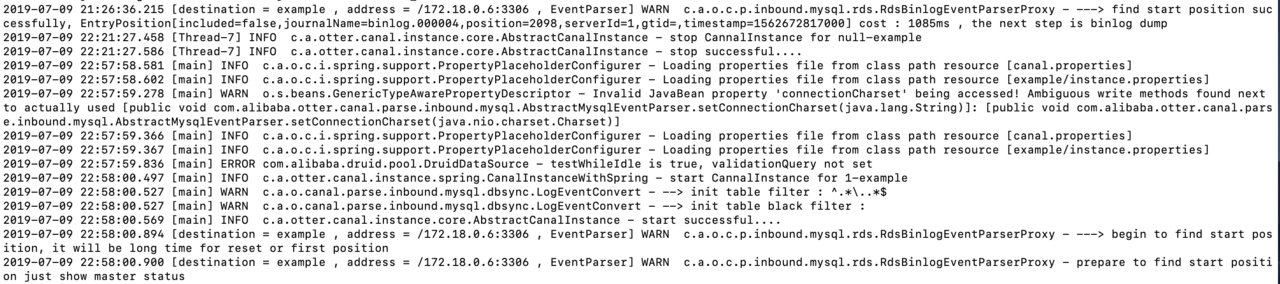 2019-07-09 21:26:36.215 [destination = example , address = /172.18.0.6:3306 , EventParser] WARN  c.a.o.c.p.inbound.mysql.rds.RdsBinlogEventParserProxy - ---> find start position suc
cessfully, EntryPosition[included=false,journalName=binlog.000004,position=2098,serverId=1,gtid=,timestamp=1562672817000] cost : 1085ms , the next step is binlog dump
2019-07-09 22:21:27.458 [Thread-7] INFO  c.a.otter.canal.instance.core.AbstractCanalInstance - stop CannalInstance for null-example
2019-07-09 22:21:27.586 [Thread-7] INFO  c.a.otter.canal.instance.core.AbstractCanalInstance - stop successful....
2019-07-09 22:57:58.581 [main] INFO  c.a.o.c.i.spring.support.PropertyPlaceholderConfigurer - Loading properties file from class path resource [canal.properties]
2019-07-09 22:57:58.602 [main] INFO  c.a.o.c.i.spring.support.PropertyPlaceholderConfigurer - Loading properties file from class path resource [example/instance.properties]
2019-07-09 22:57:59.278 [main] WARN  o.s.beans.GenericTypeAwarePropertyDescriptor - Invalid JavaBean property 'connectionCharset' being accessed! Ambiguous write methods found next
to actually used [public void com.alibaba.otter.canal.parse.inbound.mysql.AbstractMysqlEventParser.setConnectionCharset(java.lang.String)]: [public void com.alibaba.otter.canal.pars
e.inbound.mysql.AbstractMysqlEventParser.setConnectionCharset(java.nio.charset.Charset)]
2019-07-09 22:57:59.366 [main] INFO  c.a.o.c.i.spring.support.PropertyPlaceholderConfigurer - Loading properties file from class path resource [canal.properties]
2019-07-09 22:57:59.367 [main] INFO  c.a.o.c.i.spring.support.PropertyPlaceholderConfigurer - Loading properties file from class path resource [example/instance.properties]
2019-07-09 22:57:59.836 [main] ERROR com.alibaba.druid.pool.DruidDataSource - testWhileIdle is true, validationQuery not set
2019-07-09 22:58:00.497 [main] INFO  c.a.otter.canal.instance.spring.CanalInstanceWithSpring - start CannalInstance for 1-example
2019-07-09 22:58:00.527 [main] WARN  c.a.o.canal.parse.inbound.mysql.dbsync.LogEventConvert - --> init table filter : ^.*\..*$
2019-07-09 22:58:00.527 [main] WARN  c.a.o.canal.parse.inbound.mysql.dbsync.LogEventConvert - --> init table black filter :
2019-07-09 22:58:00.569 [main] INFO  c.a.otter.canal.instance.core.AbstractCanalInstance - start successful....
2019-07-09 22:58:00.894 [destination = example , address = /172.18.0.6:3306 , EventParser] WARN  c.a.o.c.p.inbound.mysql.rds.RdsBinlogEventParserProxy - ---> begin to find start pos
ition, it will be long time for reset or first position
2019-07-09 22:58:00.900 [destination = example , address = /172.18.0.6:3306 , EventParser] WARN  c.a.o.c.p.inbound.mysql.rds.RdsBinlogEventParserProxy - prepare to find start positi
on just show master status